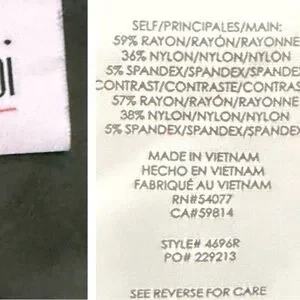 SELF/PRINCIPALES/MAIN:
59% RAYON/RAYÓN/RAYONNE
36% NYLON/NYLON/NYLON
5% SPANDEX/SPANDEX/SPANDE
CONTRAST/CONTRASTE/CONTRAS
57% RAYON/RAYÓN/RAYONNE
38% NYLON/NYLON/NYLON
5% SPANDEX/SPANDEX/SPANDEX
MADE IN VIETNAM
HECHO EN VIETNAM
FABRIQUÉ AU VIETNAM
RN#54077
CA#59814
STYLE# 4696R
PO# 229213
SEE REVERSE FOR CARE